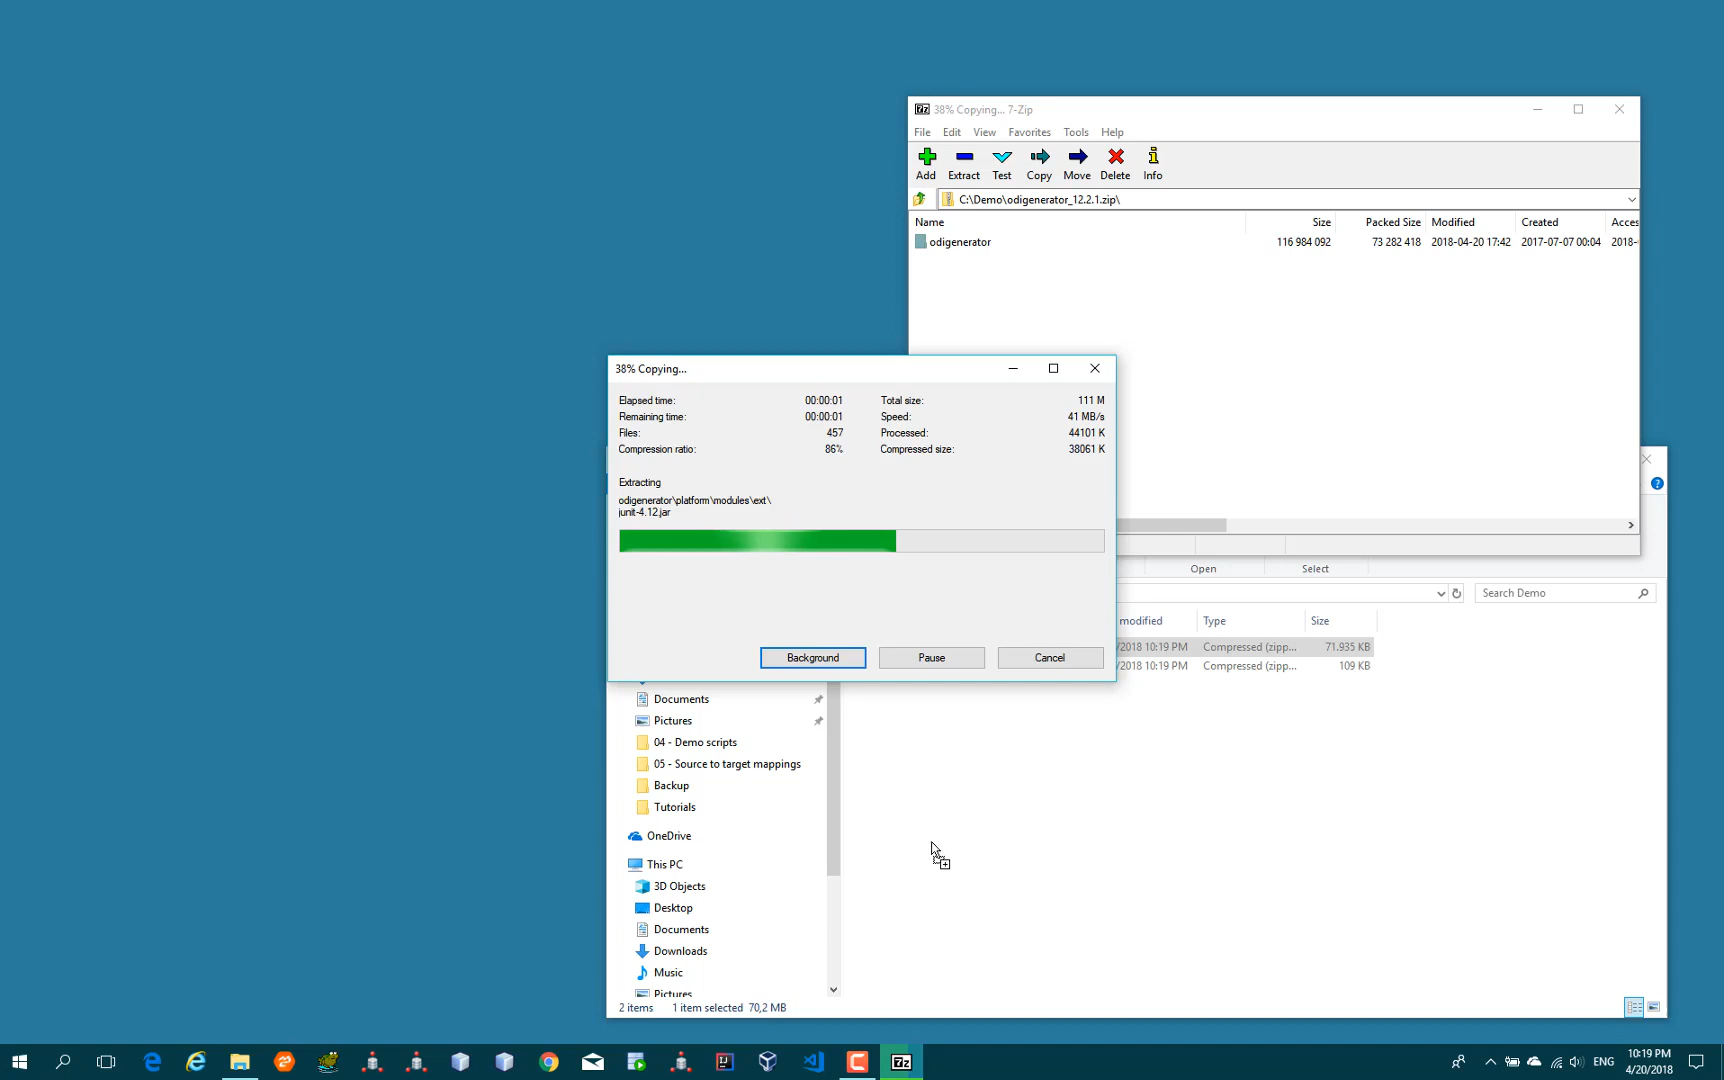 38% Copying... 7-Zip
File Edit View Favorites Tools Help
Add Extract Test Copy Move Delete Info
C:\Demo\odigenerator_12.2.1.zip\
Name Size Packed Size Modified Created Acces
odigenerator 116 984 092 73 282 418 2018-04-20 17:42 2017-07-07 00:04 2018-
38% Copying...
Elapsed time: 00:00:01 Total size: 111 M
Remaining time: 00:00:01 Speed: 41 MB/s
Files: 457 Processed: 44101 K
Compression ratio: 86% Compressed size: 38061 K
Extracting
odigenerator\platform\modules\ext\
junit-4.12.jar
Background Pause Cancel
Open Select
Search Demo
modified Type Size
/2018 10:19 PM Compressed (zipp... 71.935 KB
/2018 10:19 PM Compressed (zipp... 109 KB
Documents
Pictures
04 - Demo scripts
05 - Source to target mappings
Backup
Tutorials
OneDrive
This PC
3D Objects
Desktop
Documents
Downloads
Music
Pictures
2 items 1 item selected 70,2 MB
ENG
10:19 PM
4/20/2018